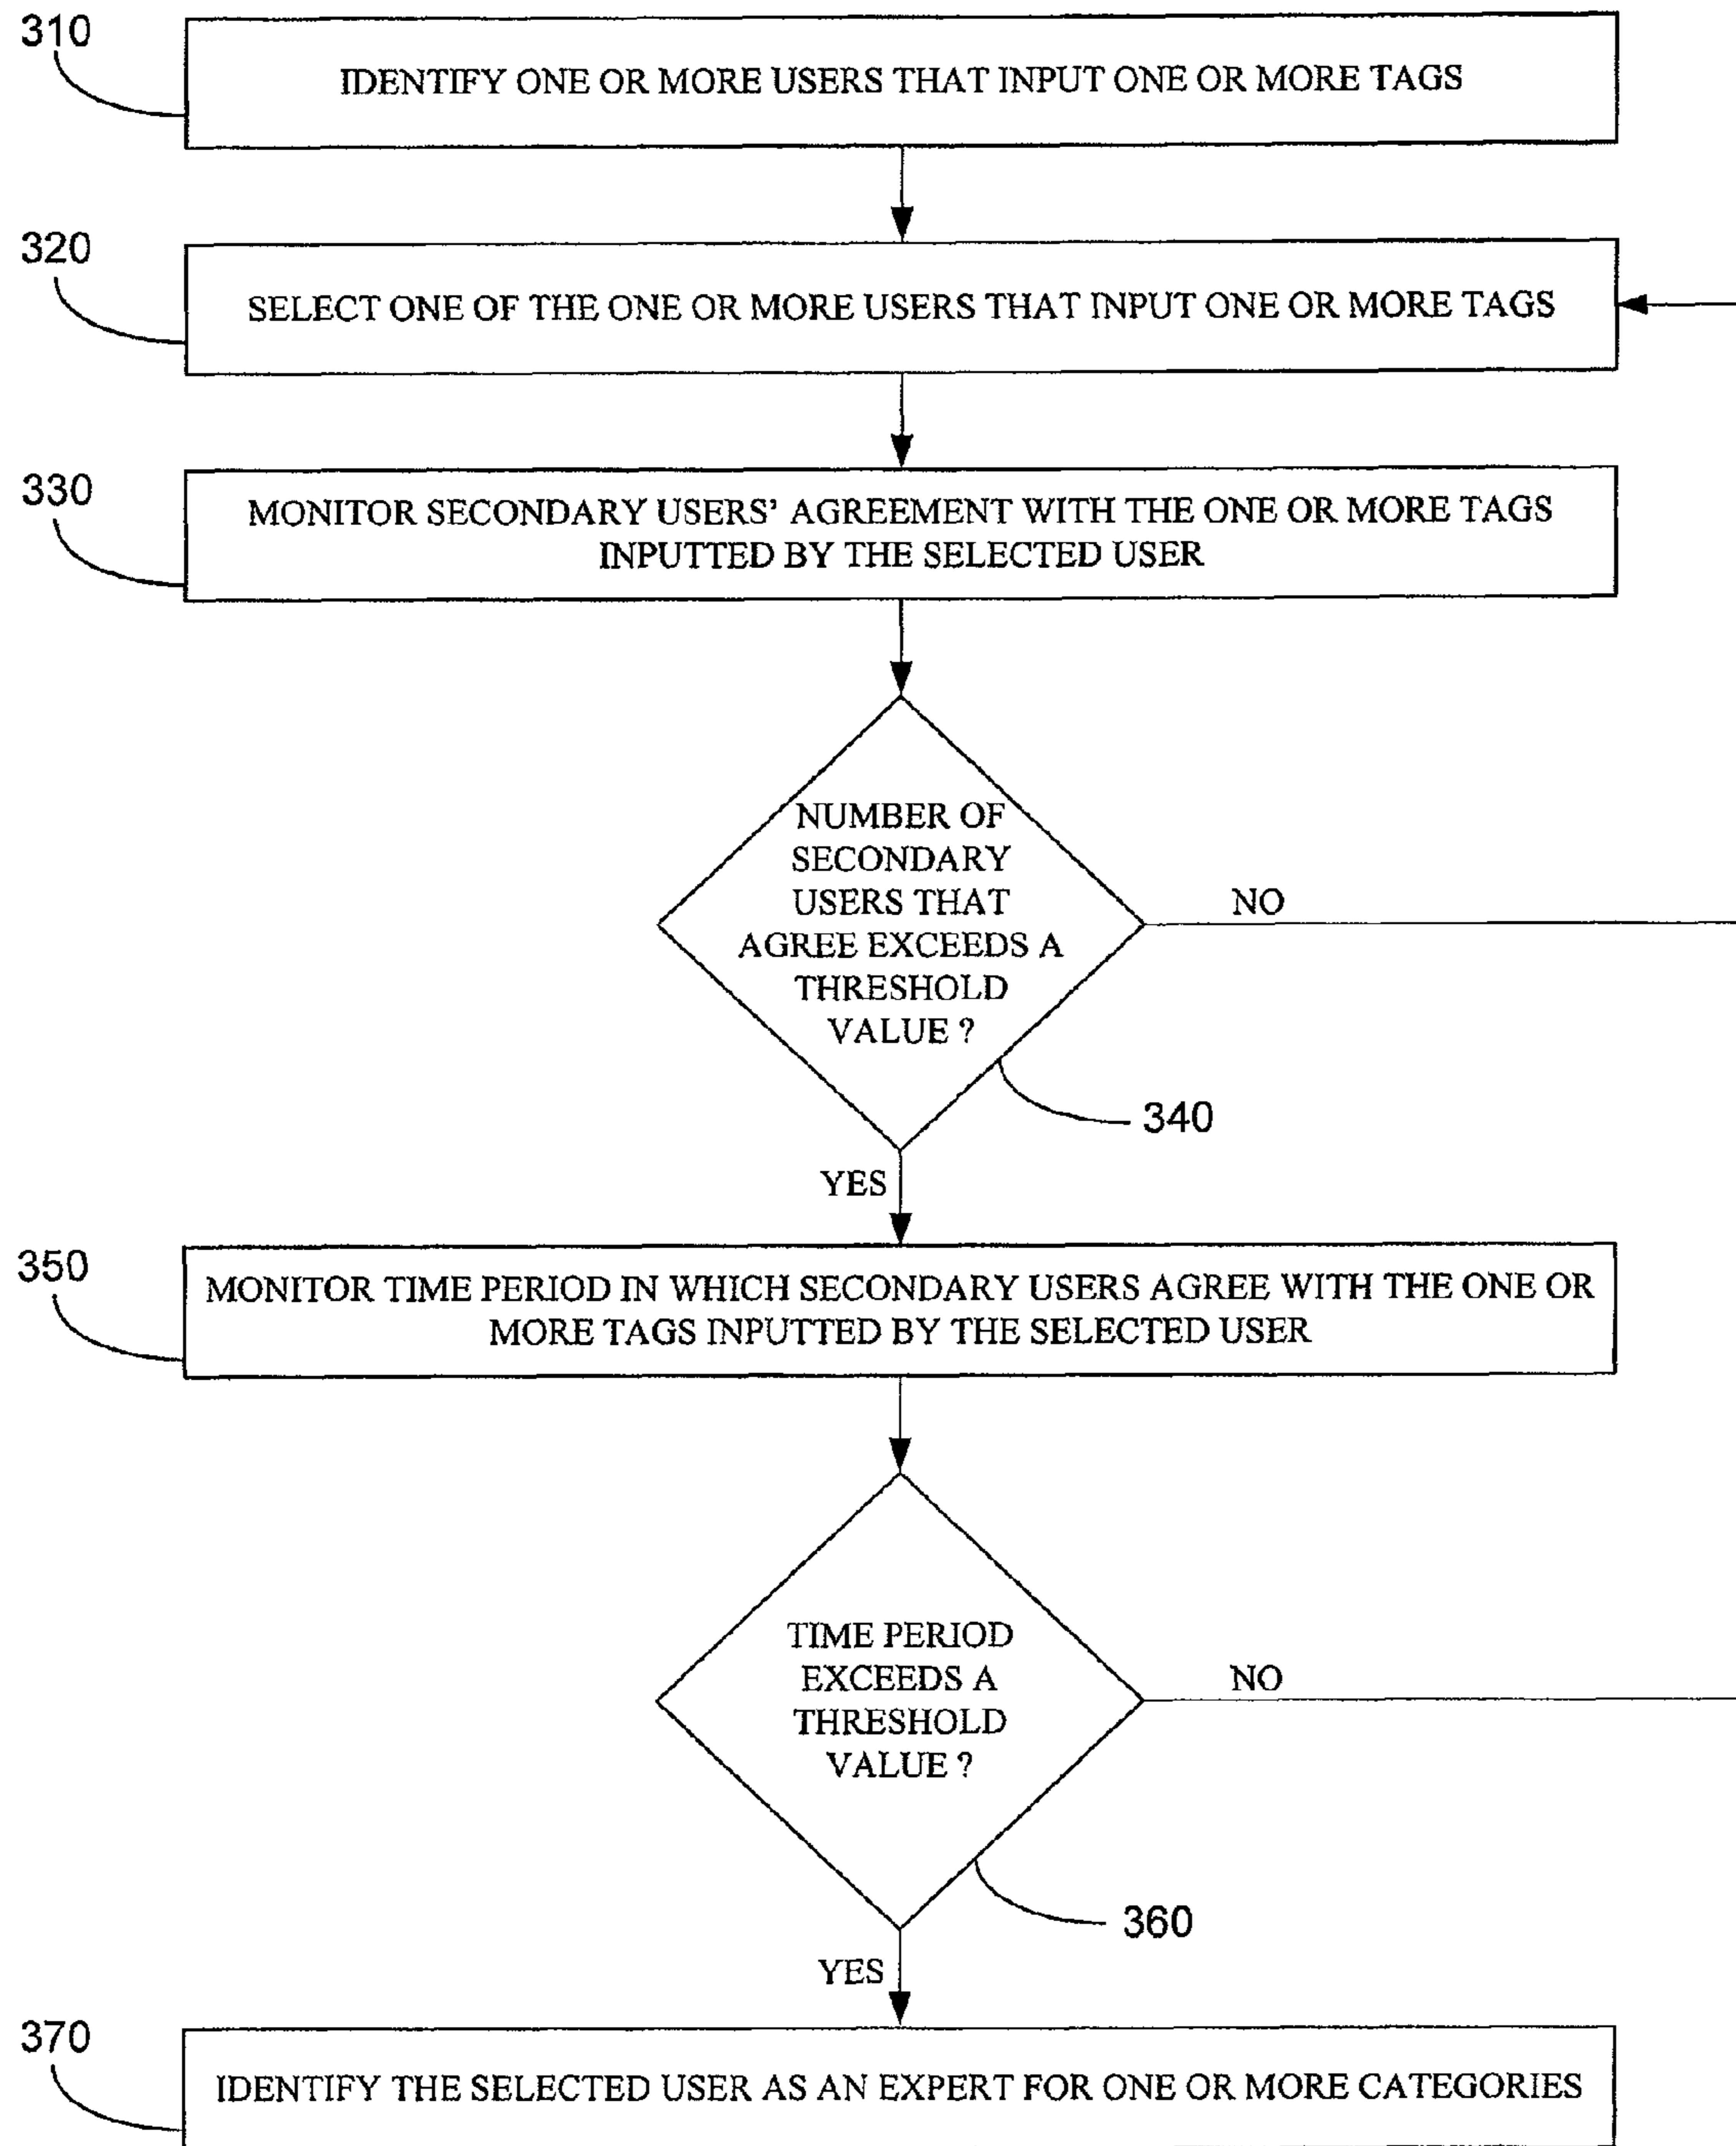 310
IDENTIFY ONE OR MORE USERS THAT INPUT ONE OR MORE TAGS
320
SELECT ONE OF THE ONE OR MORE USERS THAT INPUT ONE OR MORE TAGS
330
MONITOR SECONDARY USERS' AGREEMENT WITH THE ONE OR MORE TAGS
INPUTTED BY THE SELECTED USER
NUMBER OF
SECONDARY
USERS THAT
AGREE EXCEEDS A
THRESHOLD
VALUE ?
NO
340
YES
350
MONITOR TIME PERIOD IN WHICH SECONDARY USERS AGREE WITH THE ONE OR
MORE TAGS INPUTTED BY THE SELECTED USER
TIME PERIOD
EXCEEDS A
THRESHOLD
VALUE ?
NO
360
YES
370
IDENTIFY THE SELECTED USER AS AN EXPERT FOR ONE OR MORE CATEGORIES